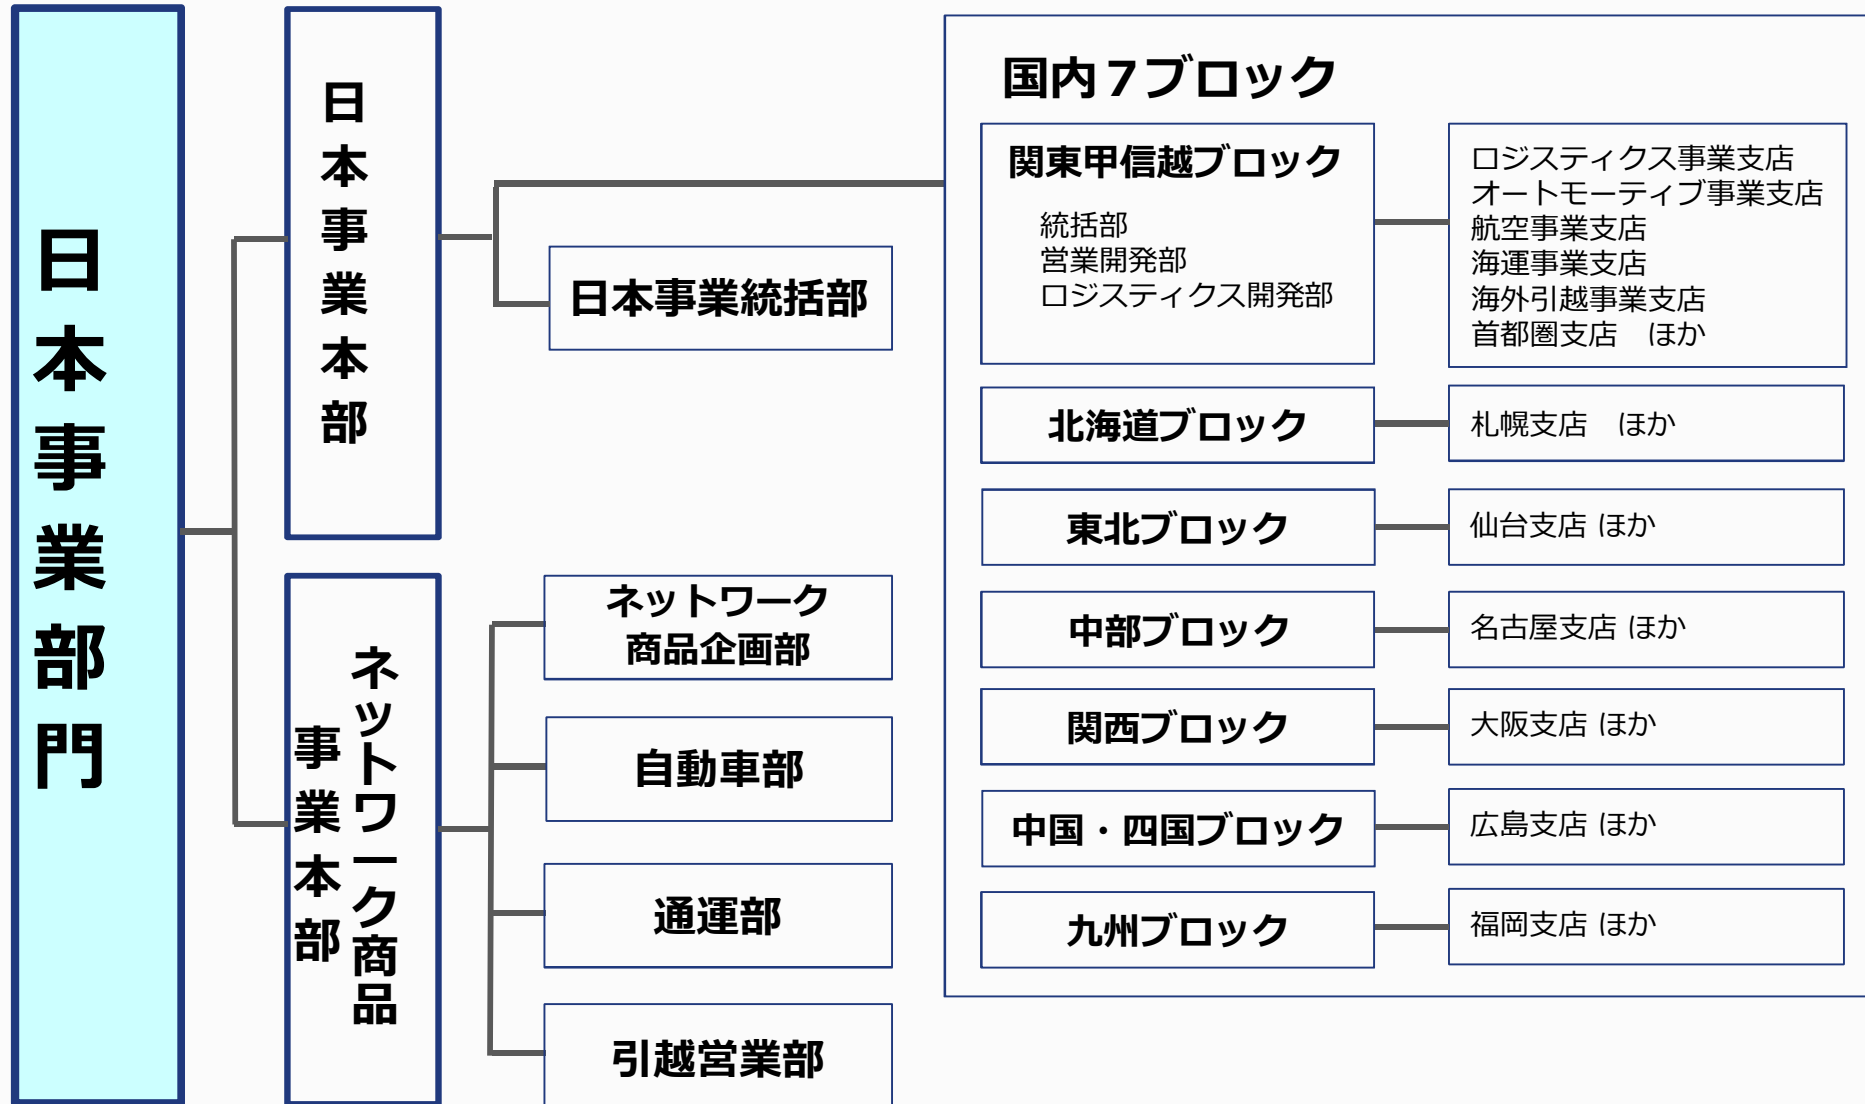 日本事業部門
日本事業本部
日本事業統括部
ネットワーク商品
事業本部
ネットワーク
商品企画部
自動車部
通運部
引越営業部
国内7ブロック
関東甲信越ブロック
統括部
営業開発部
ロジスティクス開発部
ロジスティクス事業支店
オートモーティブ事業支店
航空事業支店
海運事業支店
海外引越事業支店
首都圏支店　ほか
北海道ブロック
札幌支店　ほか
東北ブロック
仙台支店 ほか
中部ブロック
名古屋支店 ほか
関西ブロック
大阪支店 ほか
中国・四国ブロック
広島支店 ほか
九州ブロック
福岡支店 ほか